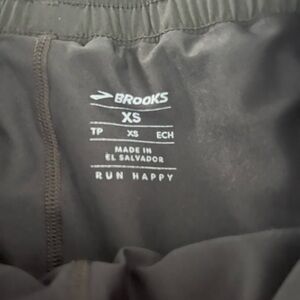 BROOKS
XS
TP XS ECH
MADE IN
EL SALVADOR
RUN HAPPY